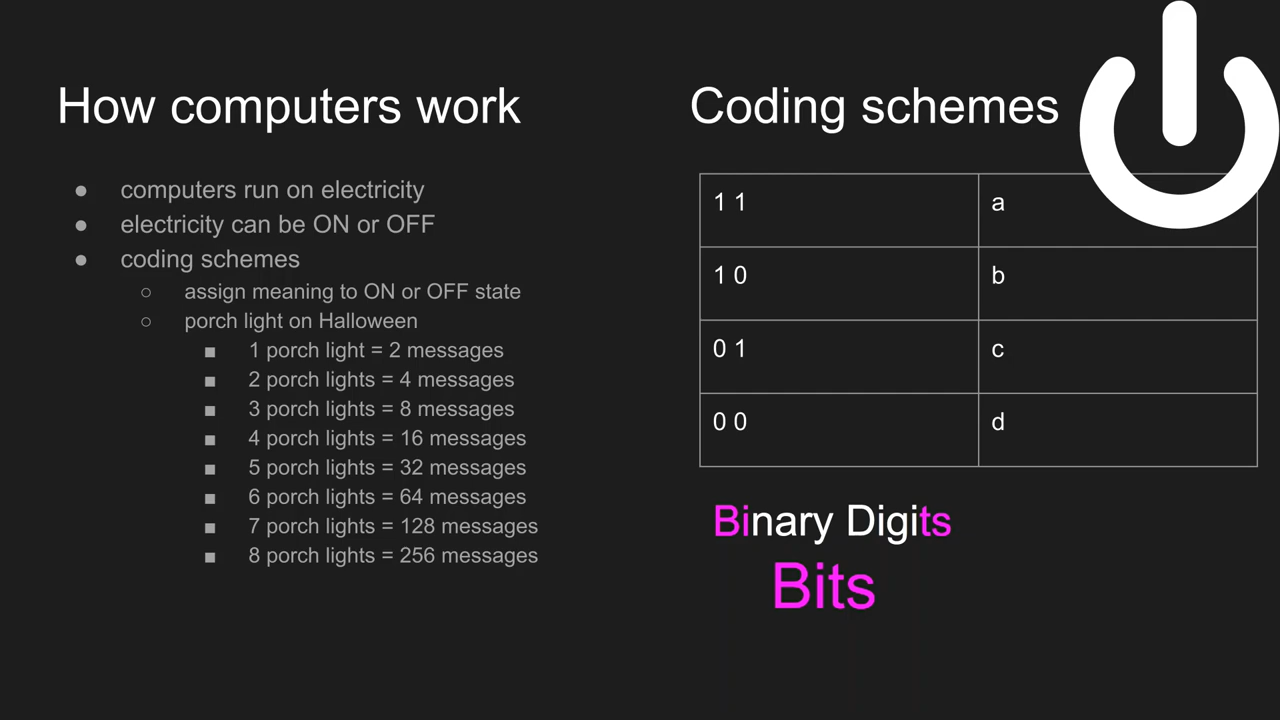 How computers work
● computers run on electricity
● electricity can be ON or OFF
● coding schemes
○ assign meaning to ON or OFF state
○ porch light on Halloween
■ 1 porch light = 2 messages
■ 2 porch lights = 4 messages
■ 3 porch lights = 8 messages
■ 4 porch lights = 16 messages
■ 5 porch lights = 32 messages
■ 6 porch lights = 64 messages
■ 7 porch lights = 128 messages
■ 8 porch lights = 256 messages
Coding schemes
1 1 a
1 0 b
0 1 c
0 0 d
Binary Digits
Bits